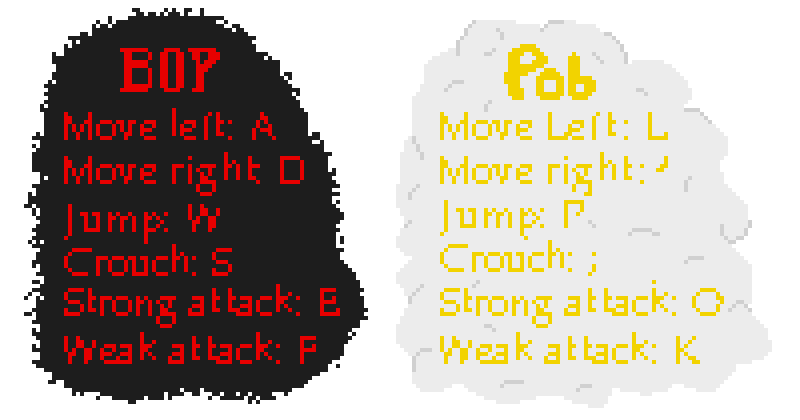 BOP
Move left: A
Move right: D
Jump: W
Crouch: S
Strong attack: E
Weak attack: F
Pob
Move Left: L
Move right: '
Jump: P
Crouch: ;
Strong attack: O
Weak attack: K